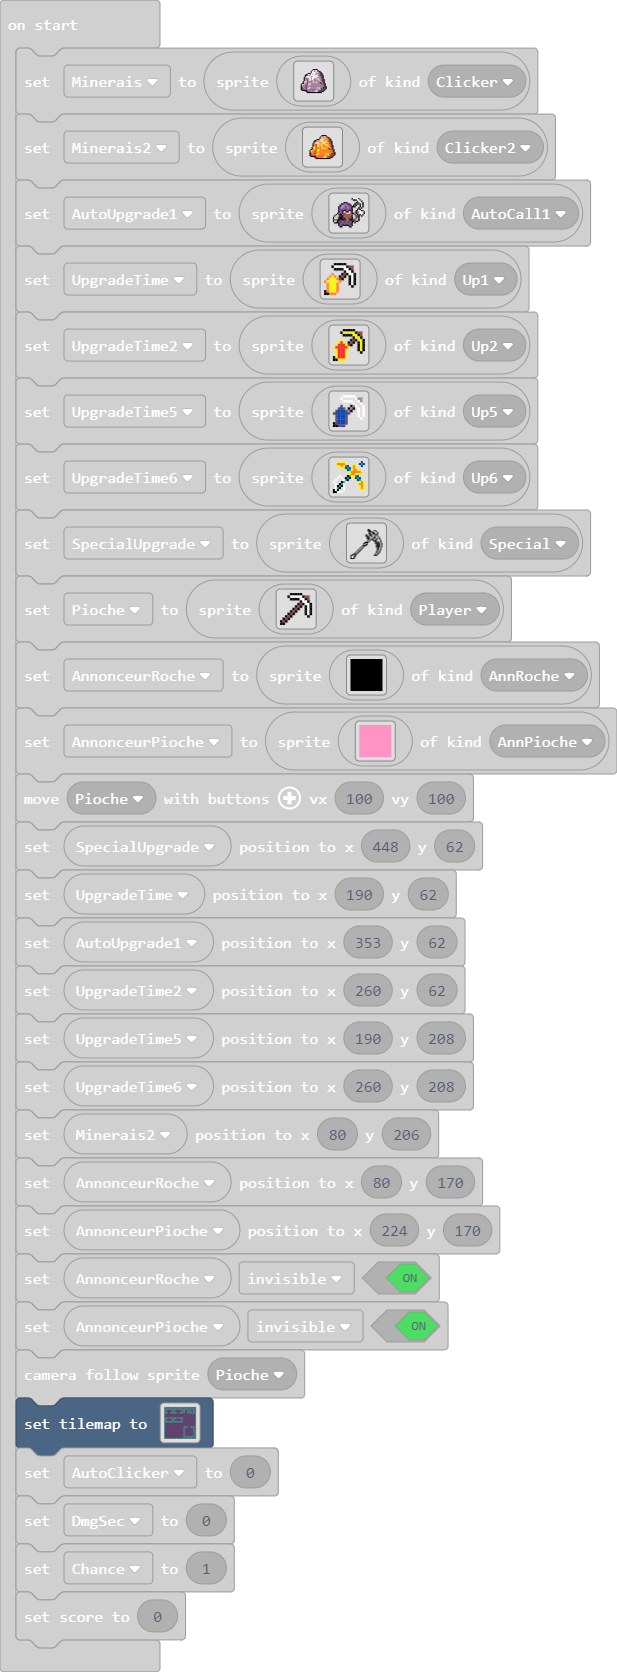 on start
set Minerais to sprite of kind Clicker
set Minerais2 to sprite of kind Clicker2
set AutoUpgrade1 to sprite of kind AutoCall1
set UpgradeTime to sprite of kind Up1
set UpgradeTime2 to sprite of kind Up2
set UpgradeTime5 to sprite of kind Up5
set UpgradeTime6 to sprite of kind Up6
set SpecialUpgrade to sprite of kind Special
set Pioche to sprite of kind Player
set AnnonceurRoche to sprite of kind AnnRoche
set AnnonceurPioche to sprite of kind AnnPioche
move Pioche with buttons vx 100 vy 100
set SpecialUpgrade position to x 448 y 62
set UpgradeTime position to x 190 y 62
set AutoUpgrade1 position to x 353 y 62
set UpgradeTime2 position to x 260 y 62
set UpgradeTime5 position to x 190 y 208
set UpgradeTime6 position to x 260 y 208
set Minerais2 position to x 80 y 206
set AnnonceurRoche position to x 80 y 170
set AnnonceurPioche position to x 224 y 170
set AnnonceurRoche invisible ON
set AnnonceurPioche invisible ON
camera follow sprite Pioche
set tilemap to
set AutoClicker to 0
set DmgSec to 0
set Chance to 1
set score to 0